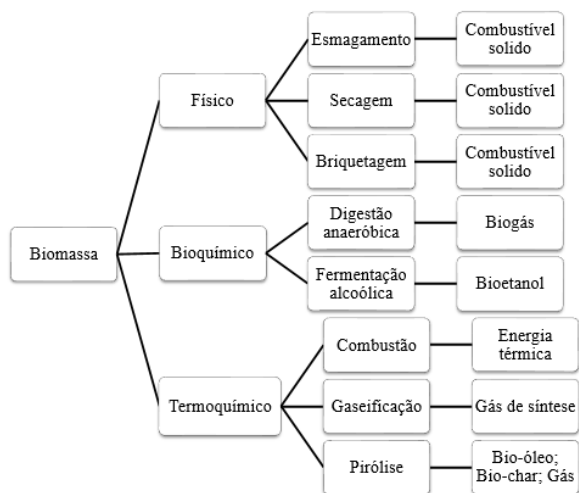 Biomassa
Físico
Esmagamento
Combustível
solido
Secagem
Combustível
solido
Briquetagem
Combustível
solido
Bioquímico
Digestão
anaeróbica
Biogás
Fermentação
alcoólica
Bioetanol
Termoquímico
Combustão
Energia
térmica
Gaseificação
Gás de síntese
Pirólise
Bio-óleo;
Bio-char; Gás